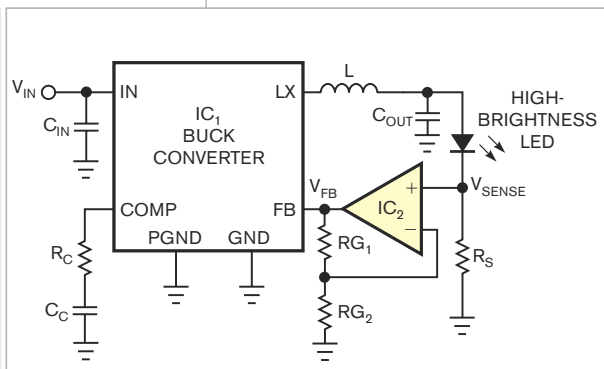 V_IN
IN
LX
L
C_IN
IC_1
BUCK
CONVERTER
C_OUT
HIGH-
BRIGHTNESS
LED
V_FB
+
V_SENSE
COMP
FB
IC_2
−
PGND
GND
RG_1
R_C
R_S
C_C
RG_2